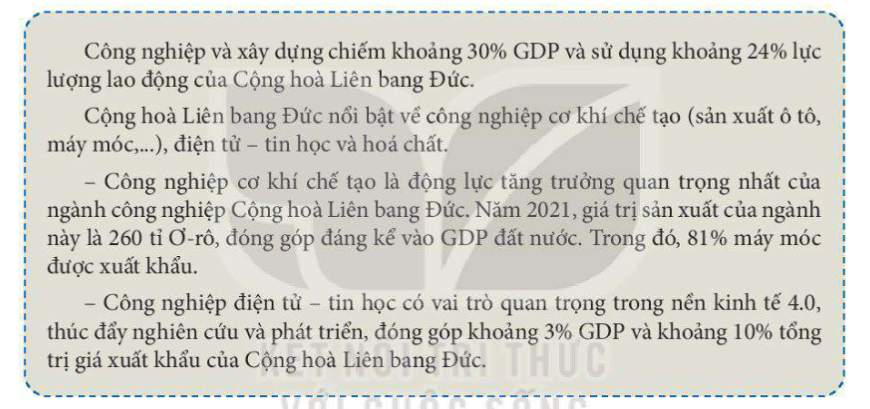 Công nghiệp và xây dựng chiếm khoảng 30% GDP và sử dụng khoảng 24% lực
lượng lao động của Cộng hoà Liên bang Đức.
Cộng hoà Liên bang Đức nổi bật về công nghiệp cơ khí chế tạo (sản xuất ô tô,
máy móc,...), điện tử – tin học và hoá chất.
– Công nghiệp cơ khí chế tạo là động lực tăng trưởng quan trọng nhất của
ngành công nghiệp Cộng hoà Liên bang Đức. Năm 2021, giá trị sản xuất của ngành
này là 260 tỉ Ơ-rô, đóng góp đáng kể vào GDP đất nước. Trong đó, 81% máy móc
được xuất khẩu.
– Công nghiệp điện tử – tin học có vai trò quan trọng trong nền kinh tế 4.0,
thúc đẩy nghiên cứu và phát triển, đóng góp khoảng 3% GDP và khoảng 10% tổng
trị giá xuất khẩu của Cộng hoà Liên bang Đức.
KẾT NỐI TRI THỨC
VỚI CUỘC SỐNG